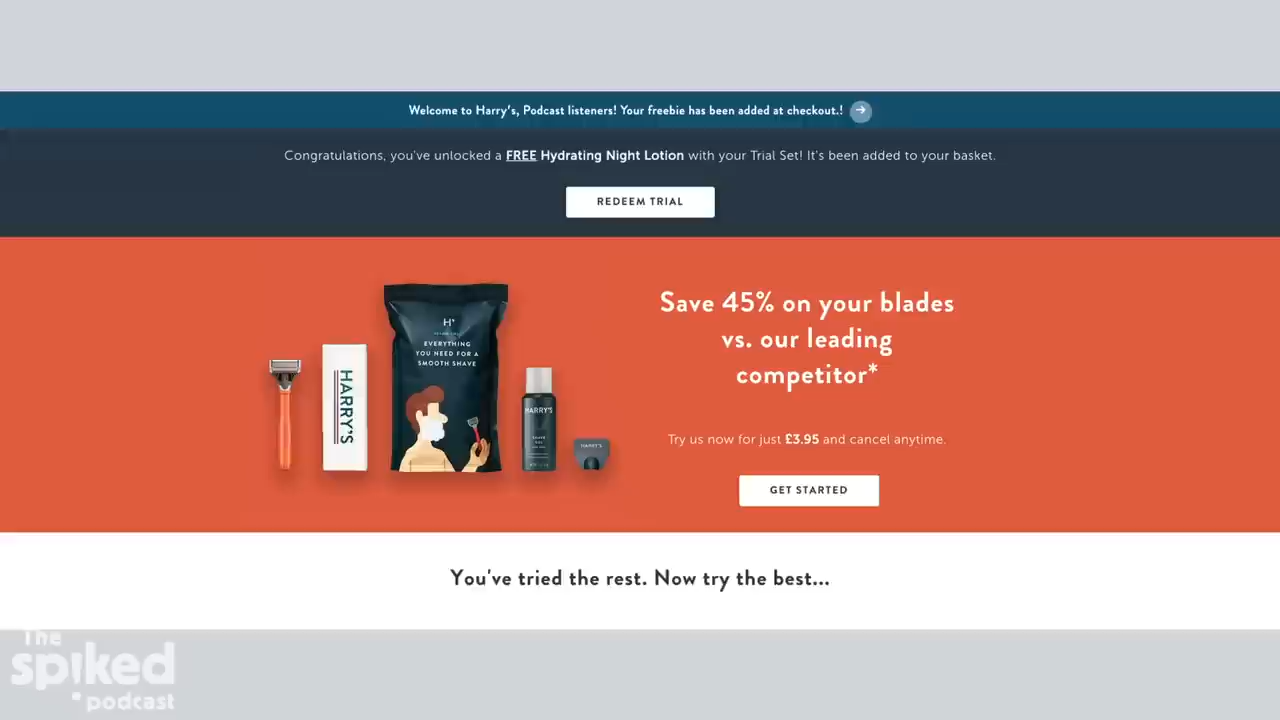 Welcome to Harry's, Podcast listeners! Your freebie has been added at checkout.!
Congratulations, you've unlocked a FREE Hydrating Night Lotion with your Trial Set! It's been added to your basket.
REDEEM TRIAL
Save 45% on your blades
vs. our leading
competitor*
Try us now for just £3.95 and cancel anytime.
GET STARTED
H'
EVERYTHING
YOU NEED FOR A
SMOOTH SHAVE
HARRY'S
HARRY'S
SHAVE
GEL
HARRY'S
You've tried the rest. Now try the best...
The
spiked
podcast